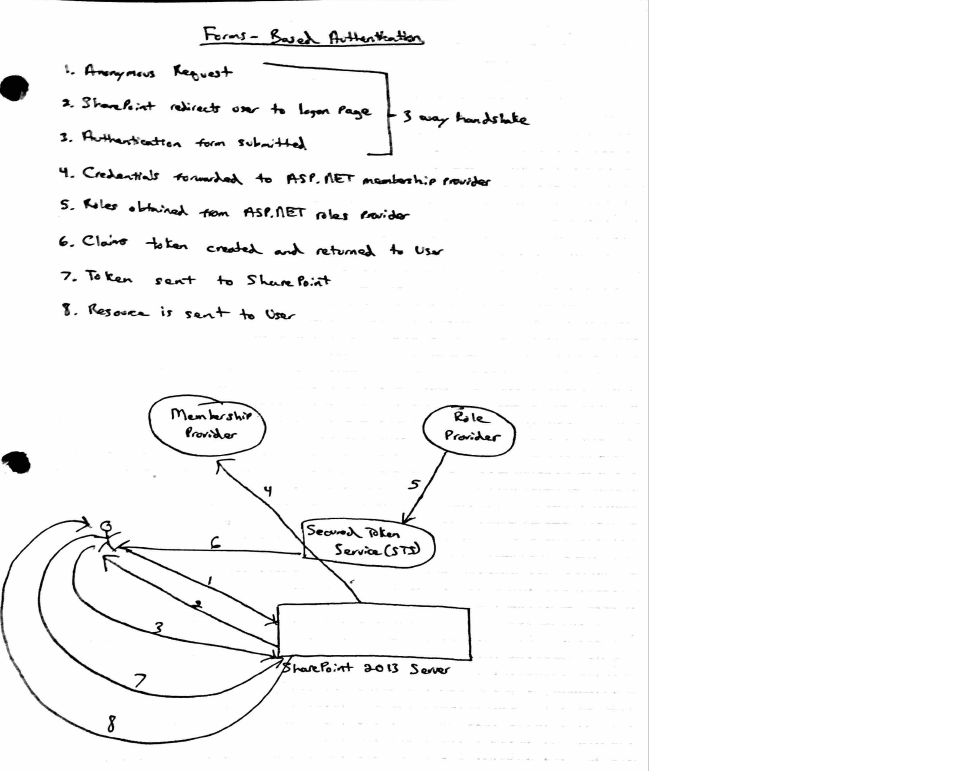 Forms - Based Authentication
1. Anonymous Request
2. SharePoint redirects user to logon page
3 way handshake
3. Authentication form submitted
4. Credentials forwarded to ASP.NET membership provider
5. Roles obtained from ASP.NET roles provider
6. Claims token created and returned to User
7. Token sent to SharePoint
8. Resource is sent to User
Membership
Provider
Role
Provider
4
5
Secured Token
Service (STS)
6
1
2
3
SharePoint 2013 Server
7
8